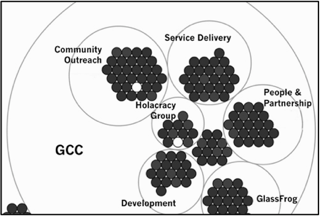 Service Delivery
Community
Outreach
People &
Partnership
Holacracy
Group
GCC
Development
GlassFrog